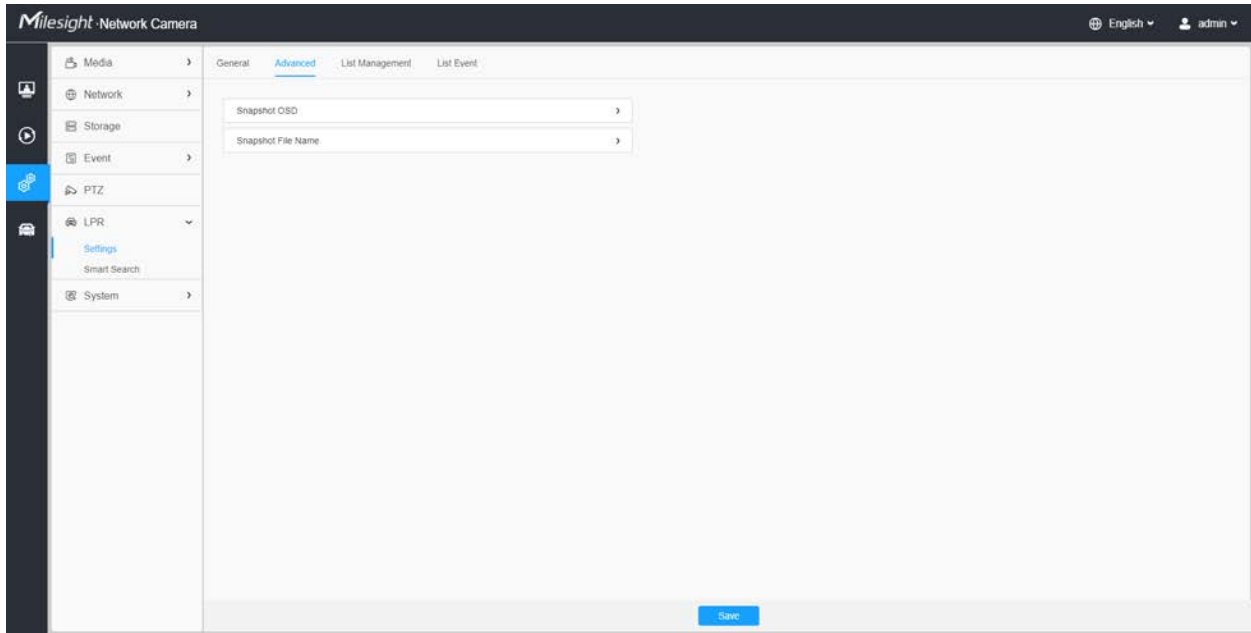 Milesight · Network Camera
English
admin
Media
General
Advanced
List Management
List Event
Network
Snapshot OSD
Storage
Snapshot File Name
Event
PTZ
LPR
Settings
Smart Search
System
Save